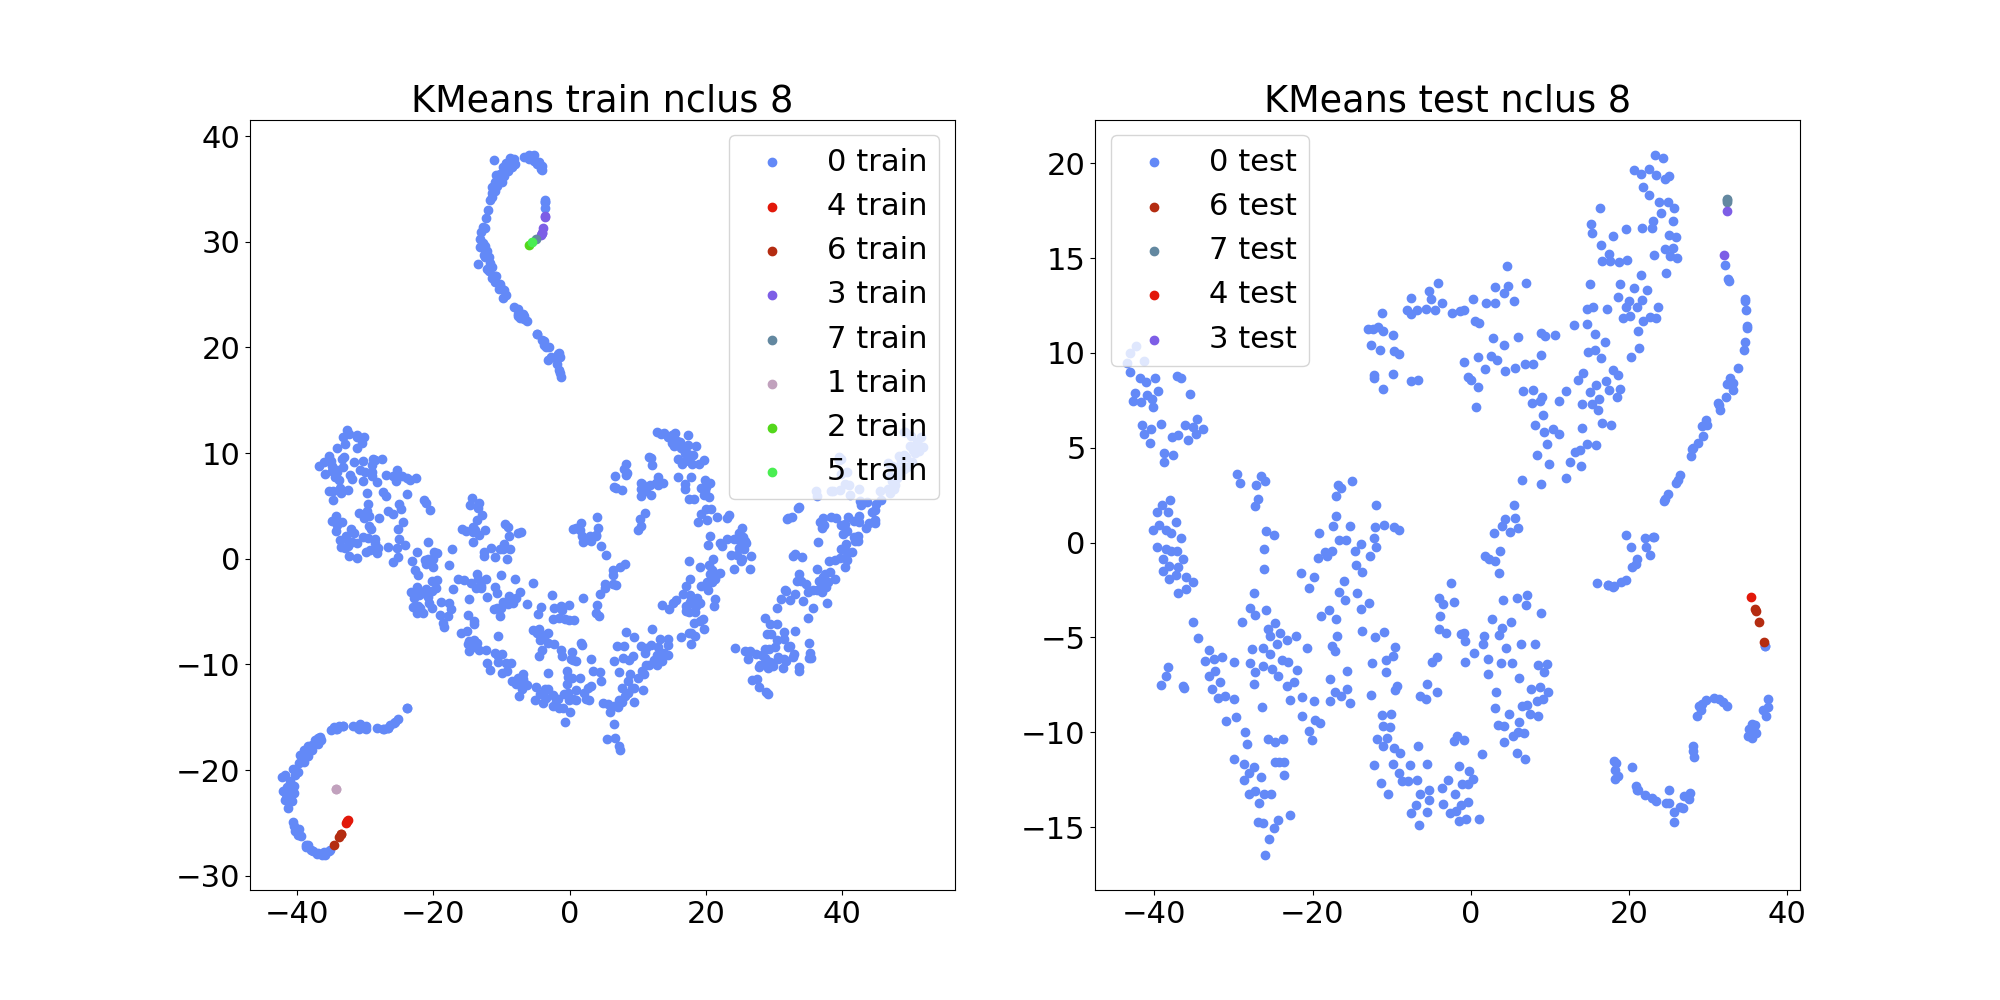 KMeans train nclus 8
40
30
20
10
0
−10
−20
−30
−40
−20
0
20
40
0 train
4 train
6 train
3 train
7 train
1 train
2 train
5 train
KMeans test nclus 8
20
15
10
5
0
−5
−10
−15
−40
−20
0
20
40
0 test
6 test
7 test
4 test
3 test